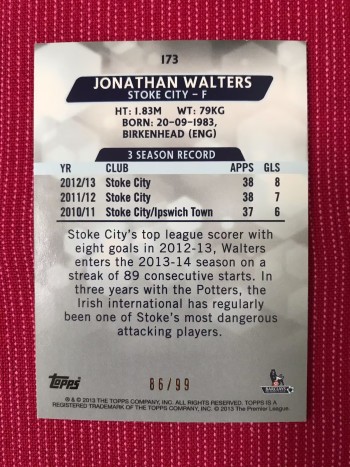 173
JONATHAN WALTERS
STOKE CITY – F
HT: 1.83M WT: 79KG
BORN: 20-09-1983,
BIRKENHEAD (ENG)
3 SEASON RECORD
YR CLUB APPS GLS
2012/13 Stoke City 38 8
2011/12 Stoke City 38 7
2010/11 Stoke City/Ipswich Town 37 6
Stoke City's top league scorer with
eight goals in 2012-13, Walters
enters the 2013-14 season on a
streak of 89 consecutive starts. In
three years with the Potters, the
Irish international has regularly
been one of Stoke's most dangerous
attacking players.
Topps
86/99
BARCLAYS
® & © 2013 THE TOPPS COMPANY, INC. ALL RIGHTS RESERVED. TOPPS IS A
REGISTERED TRADEMARK OF THE TOPPS COMPANY, INC. © 2013 The Premier League